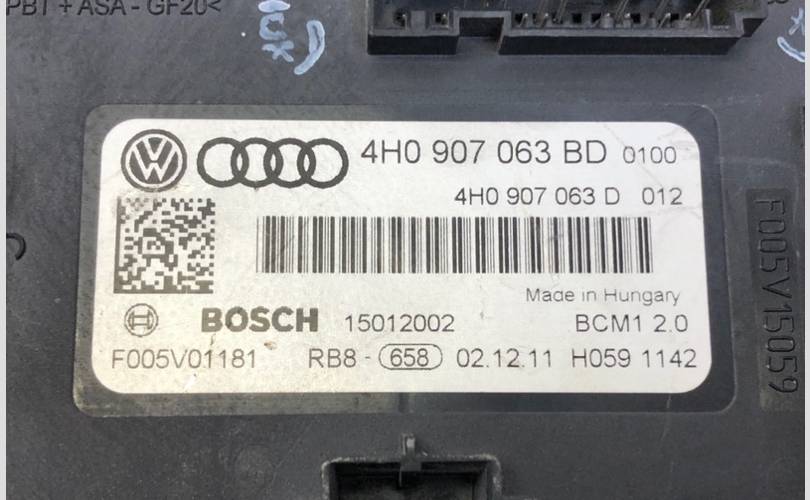 PBT + ASA - GF20<
4H0 907 063 BD 0100
4H0 907 063 D 012
Made in Hungary
BOSCH 15012002 BCM1 2.0
F005V01181 RB8 - 658 02.12.11 H059 1142
F005V15059